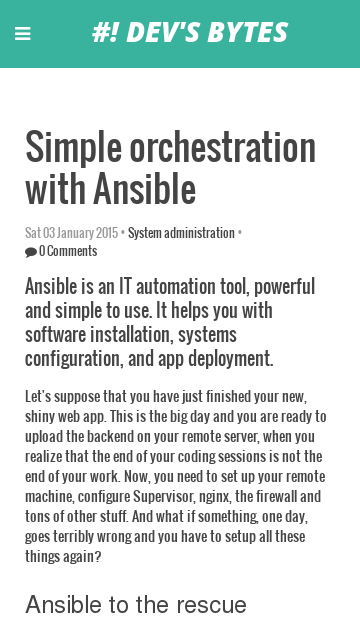 #! DEV'S BYTES
Simple orchestration
with Ansible
Sat 03 January 2015 • System administration •
0 Comments
Ansible is an IT automation tool, powerful
and simple to use. It helps you with
software installation, systems
configuration, and app deployment.
Let's suppose that you have just finished your new,
shiny web app. This is the big day and you are ready to
upload the backend on your remote server, when you
realize that the end of your coding sessions is not the
end of your work. Now, you need to set up your remote
machine, configure Supervisor, nginx, the firewall and
tons of other stuff. And what if something, one day,
goes terribly wrong and you have to setup all these
things again?
Ansible to the rescue